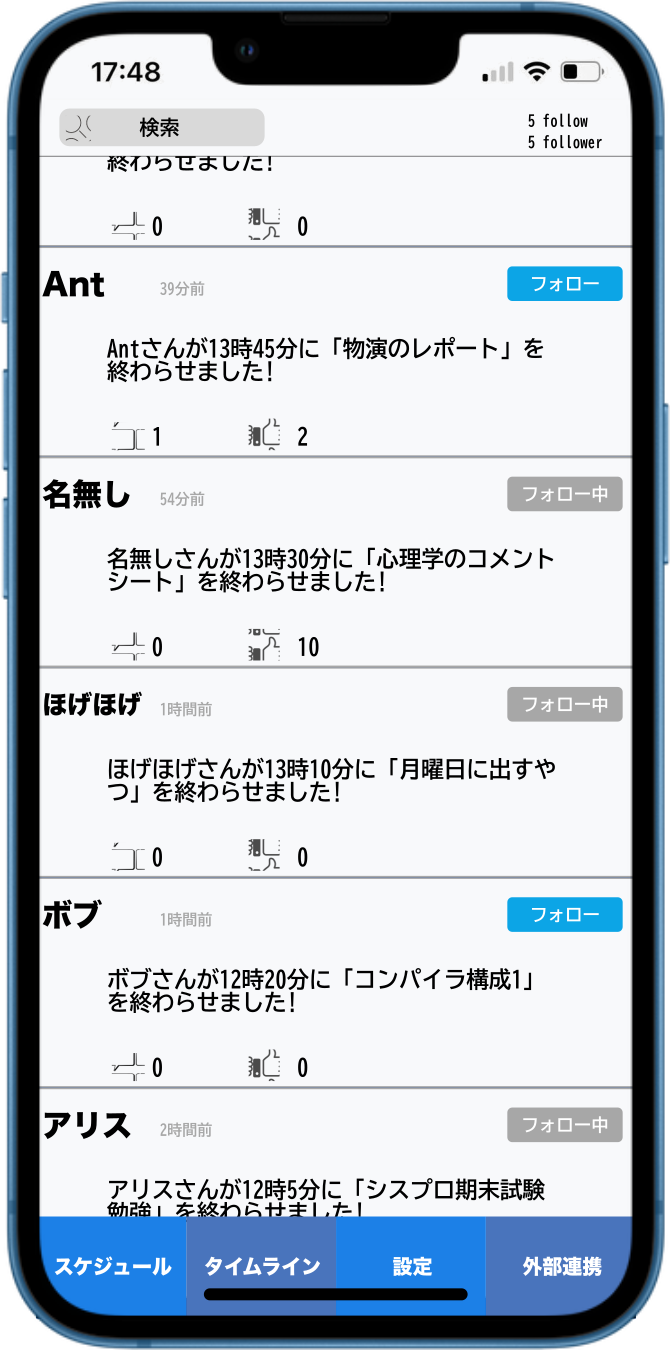 17:48
検索
5 follow
5 follower
終わらせました!
0 0
Ant 39分前 フォロー
Antさんが13時45分に「物演のレポート」を
終わらせました!
1 2
名無し 54分前 フォロー中
名無しさんが13時30分に「心理学のコメント
シート」を終わらせました!
0 10
ほげほげ 1時間前 フォロー中
ほげほげさんが13時10分に「月曜日に出すや
つ」を終わらせました!
0 0
ボブ 1時間前 フォロー
ボブさんが12時20分に「コンパイラ構成1」
を終わらせました!
0 0
アリス 2時間前 フォロー中
アリスさんが12時5分に「シスプロ期末試験
勉強」を終わらせました!
スケジュール タイムライン 設定 外部連携